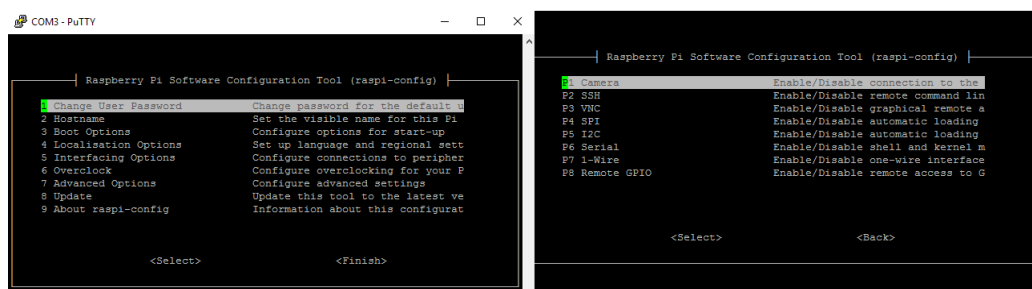 COM3 - PuTTY
Raspberry Pi Software Configuration Tool (raspi-config)
1 Change User Password Change password for the default u
2 Hostname Set the visible name for this Pi
3 Boot Options Configure options for start-up
4 Localisation Options Set up language and regional sett
5 Interfacing Options Configure connections to peripher
6 Overclock Configure overclocking for your P
7 Advanced Options Configure advanced settings
8 Update Update this tool to the latest ve
9 About raspi-config Information about this configurat
<Select> <Finish>
Raspberry Pi Software Configuration Tool (raspi-config)
P1 Camera Enable/Disable connection to the
P2 SSH Enable/Disable remote command lin
P3 VNC Enable/Disable graphical remote a
P4 SPI Enable/Disable automatic loading
P5 I2C Enable/Disable automatic loading
P6 Serial Enable/Disable shell and kernel m
P7 1-Wire Enable/Disable one-wire interface
P8 Remote GPIO Enable/Disable remote access to G
<Select> <Back>